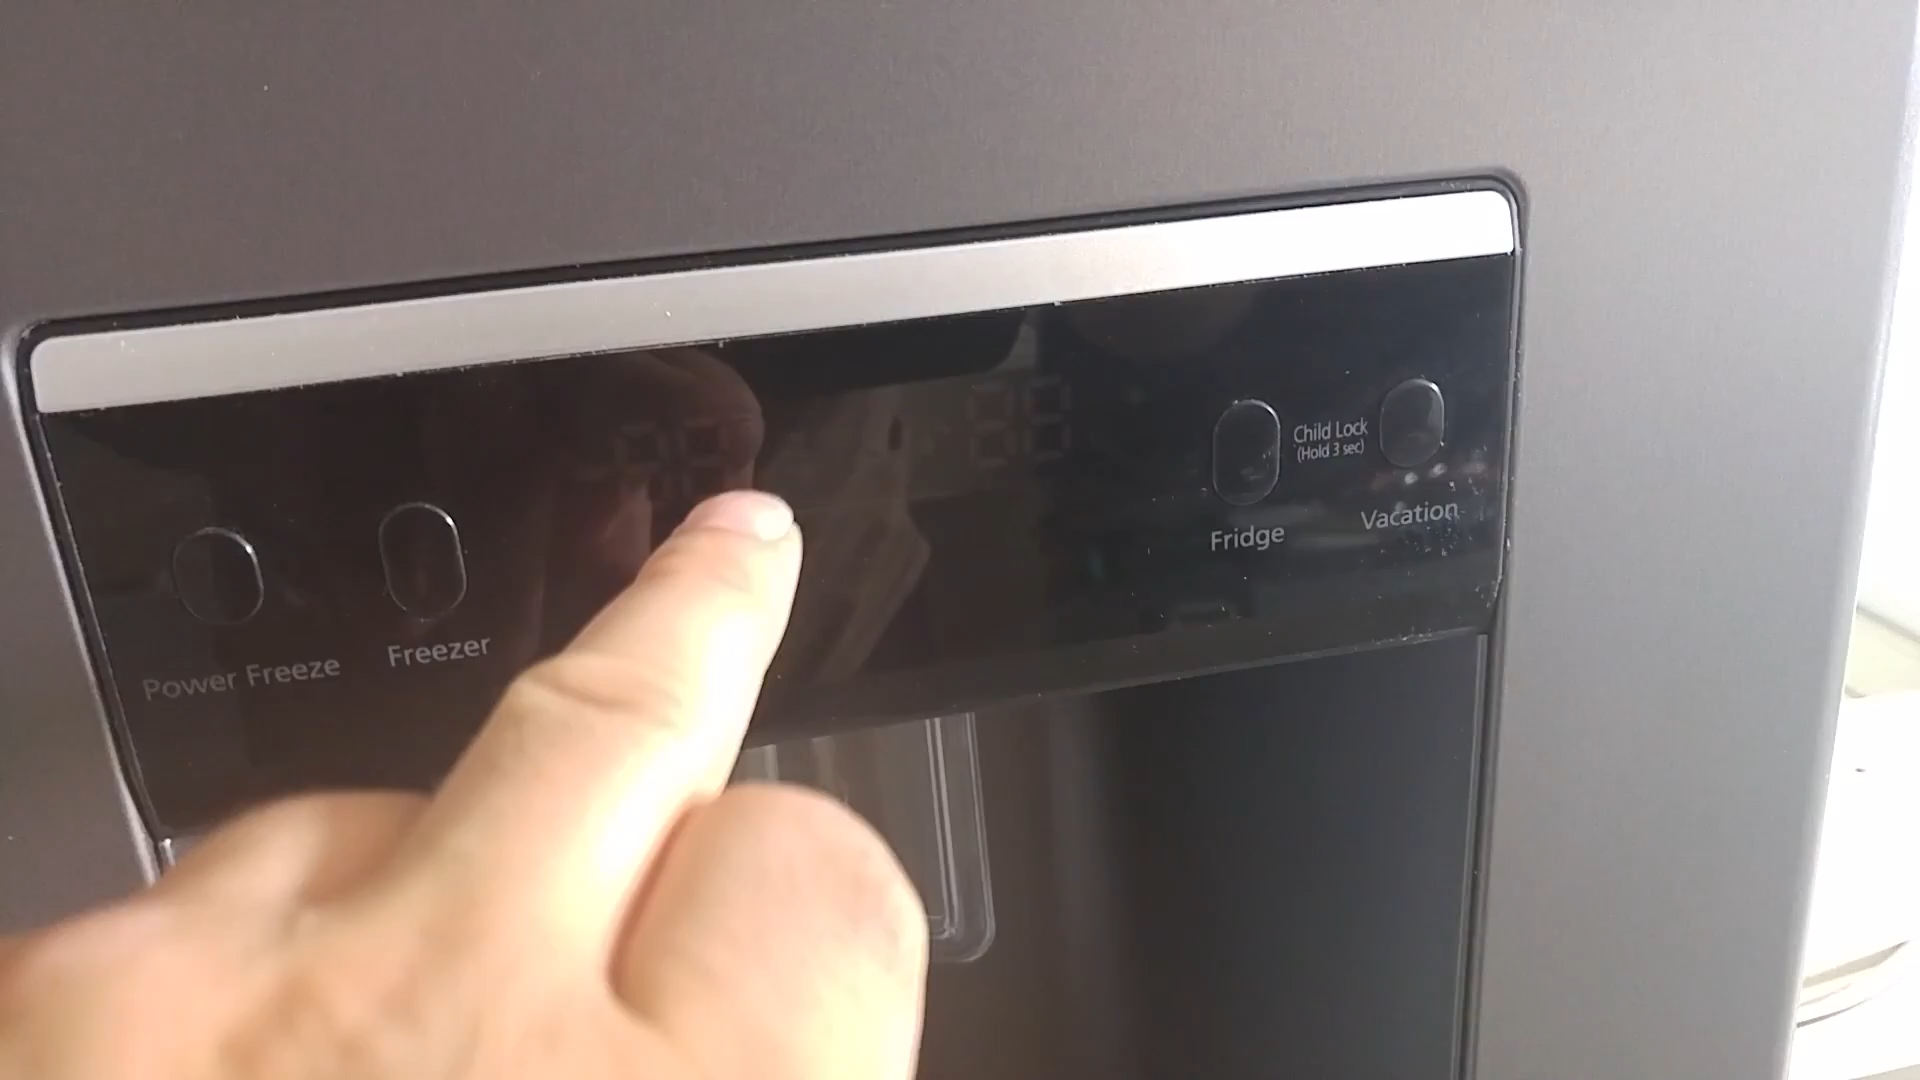 Power Freeze
Freezer
Fridge
Child Lock
(Hold 3 sec)
Vacation